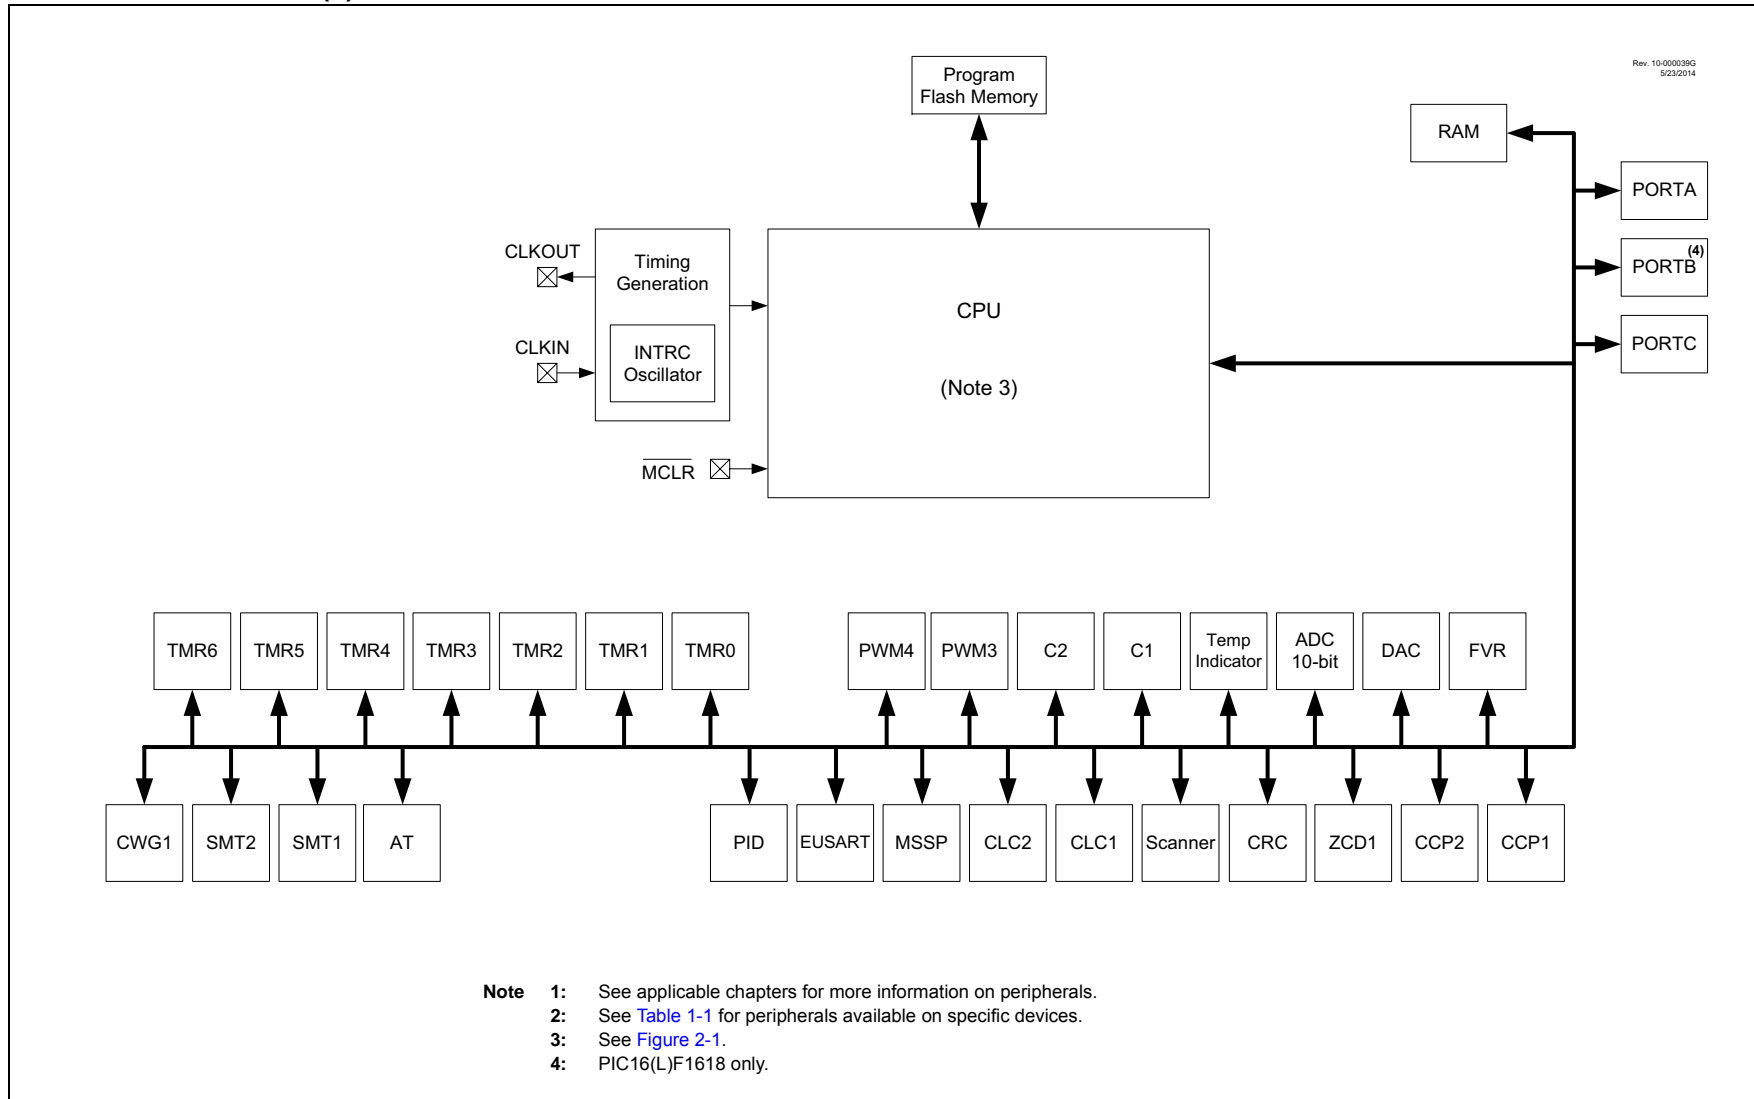 Rev. 10-000039G
5/23/2014
Program
Flash Memory
RAM
PORTA
PORTB(4)
PORTC
CLKOUT
Timing
Generation
CPU
(Note 3)
CLKIN
INTRC
Oscillator
MCLR
TMR6
TMR5
TMR4
TMR3
TMR2
TMR1
TMR0
PWM4
PWM3
C2
C1
Temp
Indicator
ADC
10-bit
DAC
FVR
CWG1
SMT2
SMT1
AT
PID
EUSART
MSSP
CLC2
CLC1
Scanner
CRC
ZCD1
CCP2
CCP1
Note 1: See applicable chapters for more information on peripherals.
2: See Table 1-1 for peripherals available on specific devices.
3: See Figure 2-1.
4: PIC16(L)F1618 only.